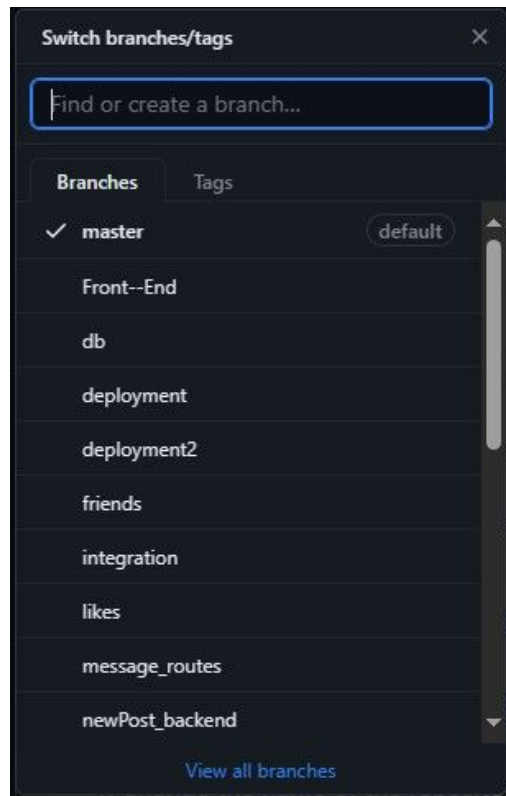 Switch branches/tags
Find or create a branch...
Branches Tags
master default
Front--End
db
deployment
deployment2
friends
integration
likes
message_routes
newPost_backend
View all branches